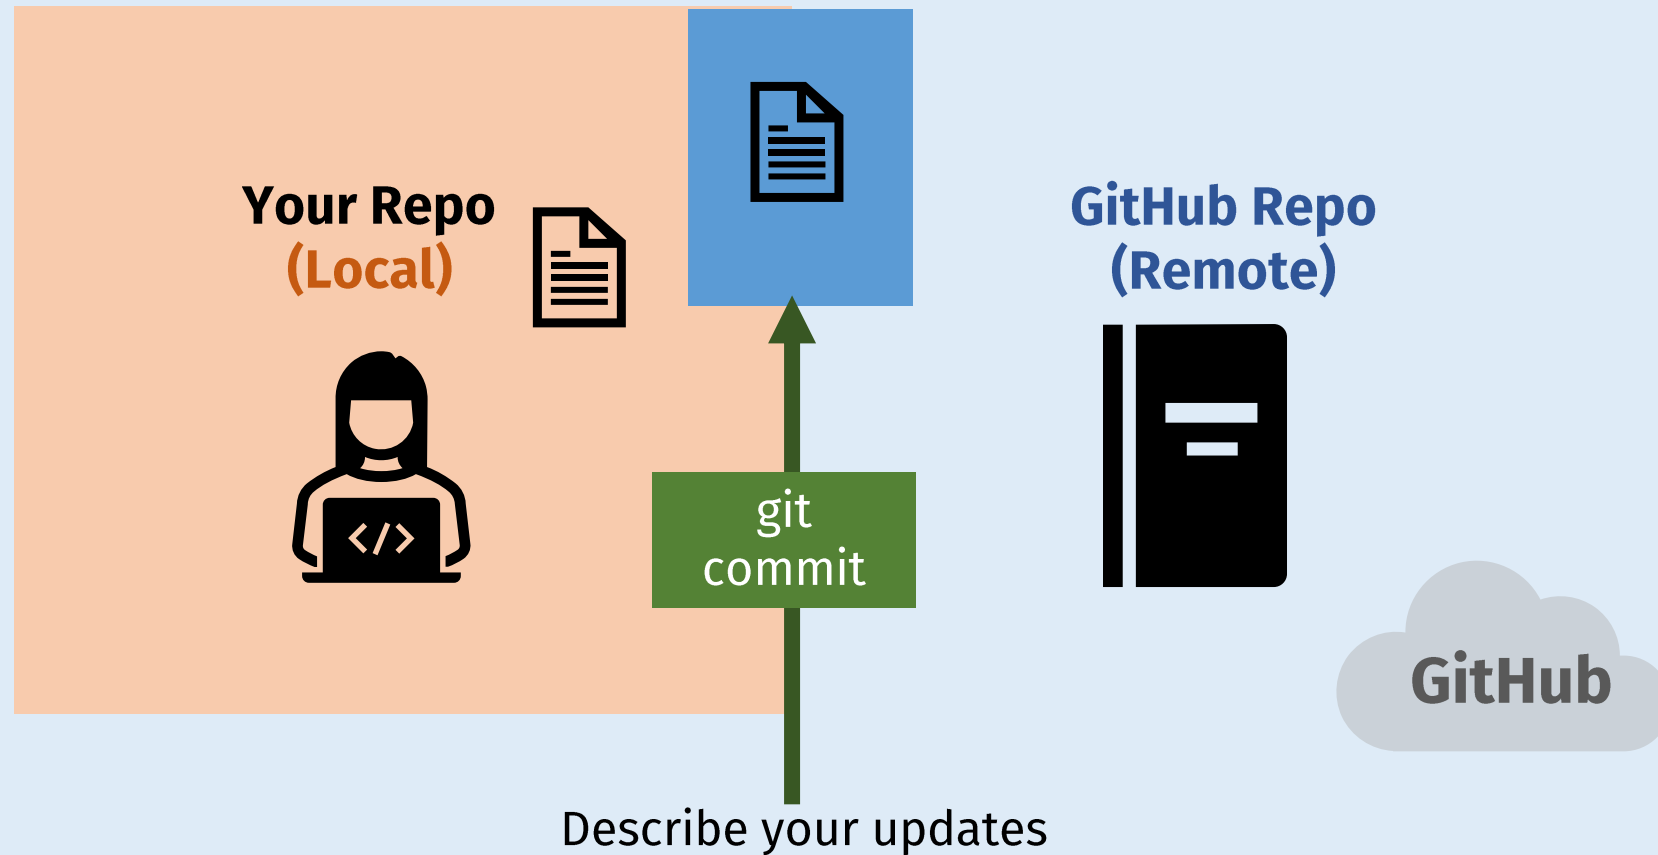 Your Repo
(Local)
GitHub Repo
(Remote)
</>
git
commit
GitHub
Describe your updates